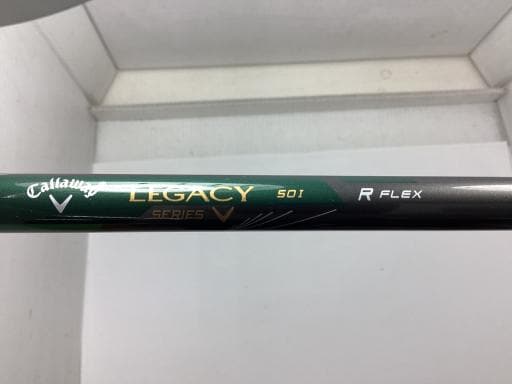 Callaway LEGACY 50I R FLEX
SERIES